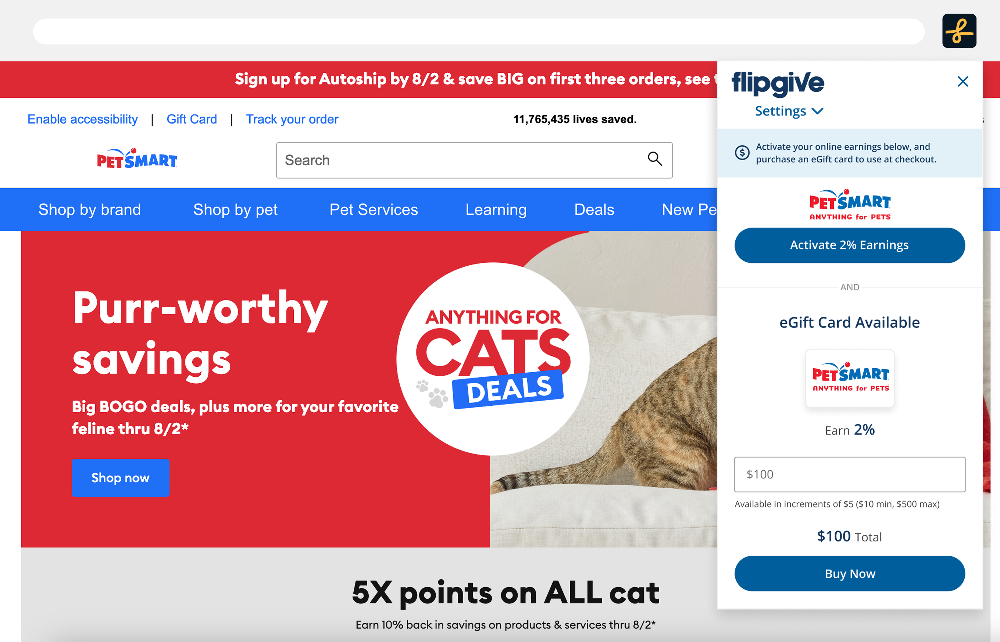 Sign up for Autoship by 8/2 & save BIG on first three orders, see
Enable accessibility | Gift Card | Track your order
11,765,435 lives saved.
PETSMART
Search
Shop by brand
Shop by pet
Pet Services
Learning
Deals
New
Purr-worthy
savings
Big BOGO deals, plus more for your favorite
feline thru 8/2*
Shop now
ANYTHING FOR
CATS
DEALS
5X points on ALL cat
Earn 10% back in savings on products & services thru 8/2*
flipgive
Settings
Activate your online earnings below, and
purchase an eGift card to use at checkout.
PETSMART
ANYTHING for PETS
Activate 2% Earnings
AND
eGift Card Available
PETSMART
ANYTHING for PETS
Earn 2%
$100
Available in increments of $5 ($10 min, $500 max)
$100 Total
Buy Now